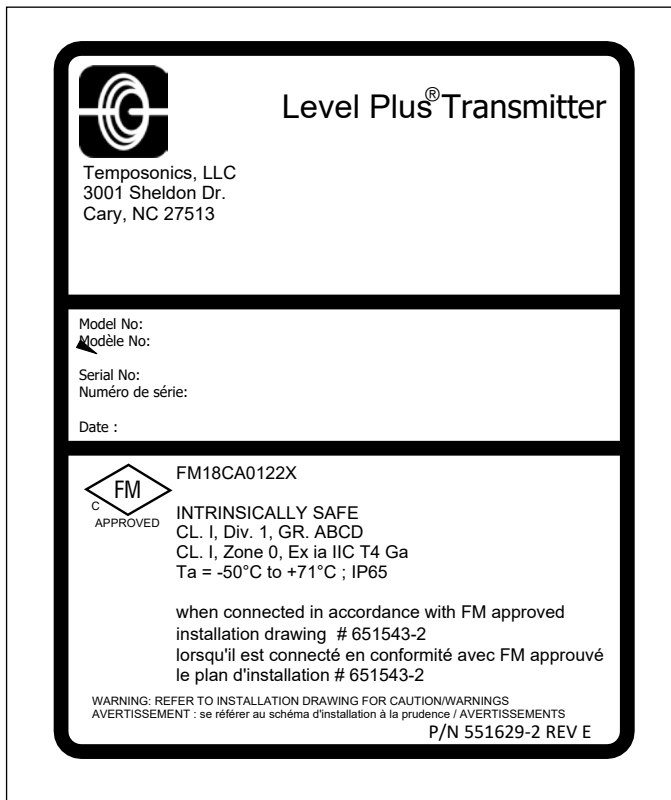 Level Plus® Transmitter
Temposonics, LLC
3001 Sheldon Dr.
Cary, NC 27513
Model No:
Modèle No:
Serial No:
Numéro de série:
Date :
FM
C
APPROVED
FM18CA0122X
INTRINSICALLY SAFE
CL. I, Div. 1, GR. ABCD
CL. I, Zone 0, Ex ia IIC T4 Ga
Ta = -50°C to +71°C ; IP65
when connected in accordance with FM approved
installation drawing # 651543-2
lorsqu'il est connecté en conformité avec FM approuvé
le plan d'installation # 651543-2
WARNING: REFER TO INSTALLATION DRAWING FOR CAUTION/WARNINGS
AVERTISSEMENT : se référer au schéma d'installation à la prudence / AVERTISSEMENTS
P/N 551629-2 REV E